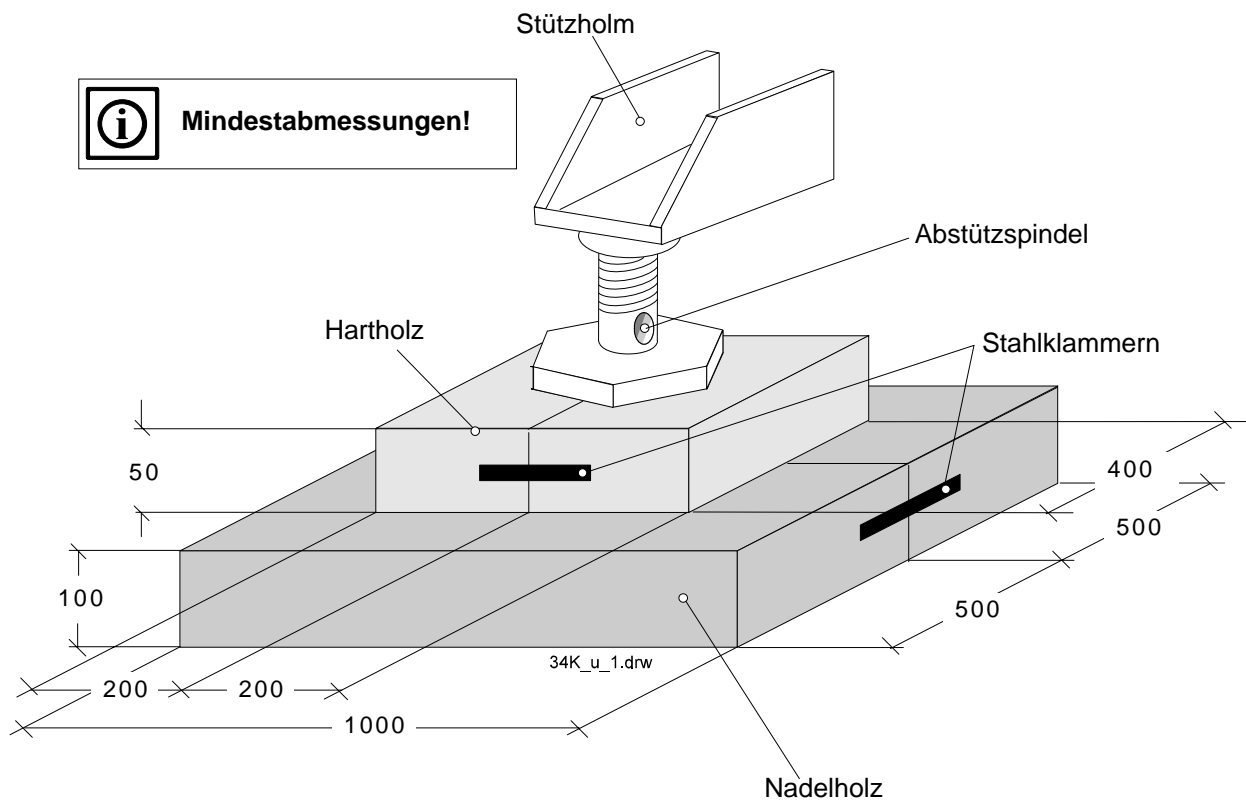 Stützholm
Mindestabmessungen!
Abstützspindel
Hartholz
Stahlklammern
50
400
500
100
500
34K_u_1.drw
200
200
1000
Nadelholz